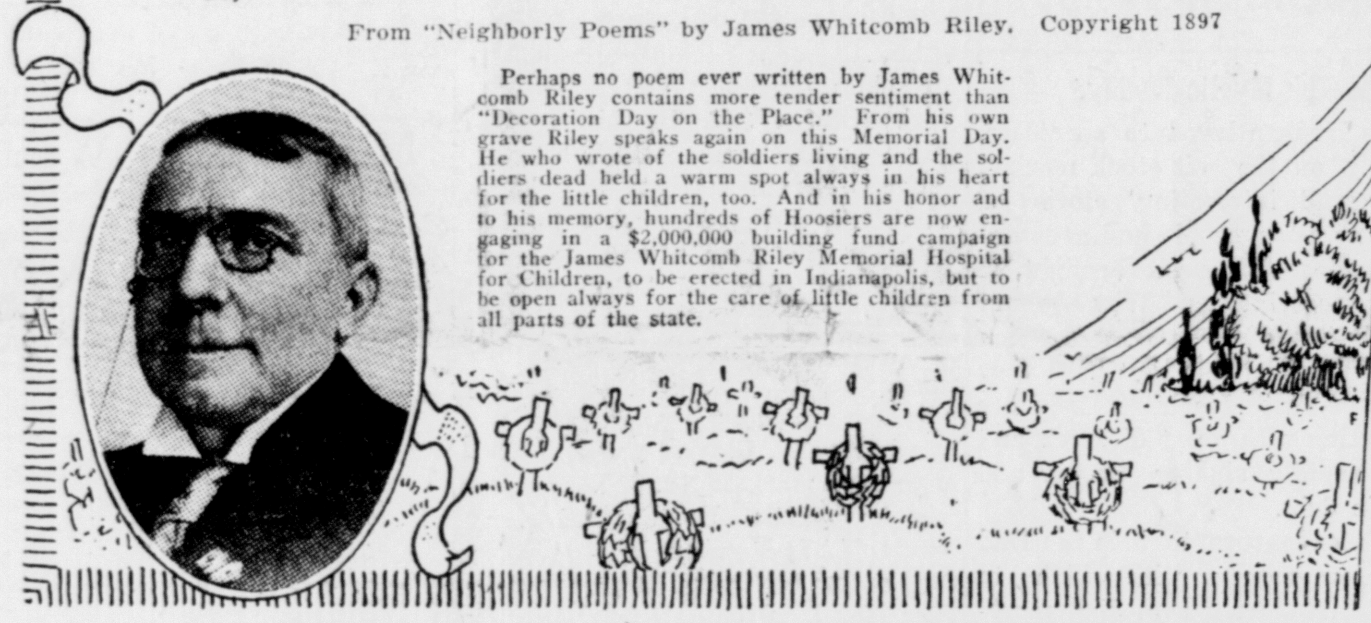 From "Neighborly Poems" by James Whitcomb Riley. Copyright 1897
Perhaps no poem ever written by James Whit-
comb Riley contains more tender sentiment than
"Decoration Day on the Place." From his own
grave Riley speaks again on this Memorial Day.
He who wrote of the soldiers living and the sol-
diers dead held a warm spot always in his heart
for the little children, too. And in his honor and
to his memory, hundreds of Hoosiers are now en-
gaging in a $2,000,000 building fund campaign
for the James Whitcomb Riley Memorial Hospital
for Children, to be erected in Indianapolis, but to
be open always for the care of little children from
all parts of the state.